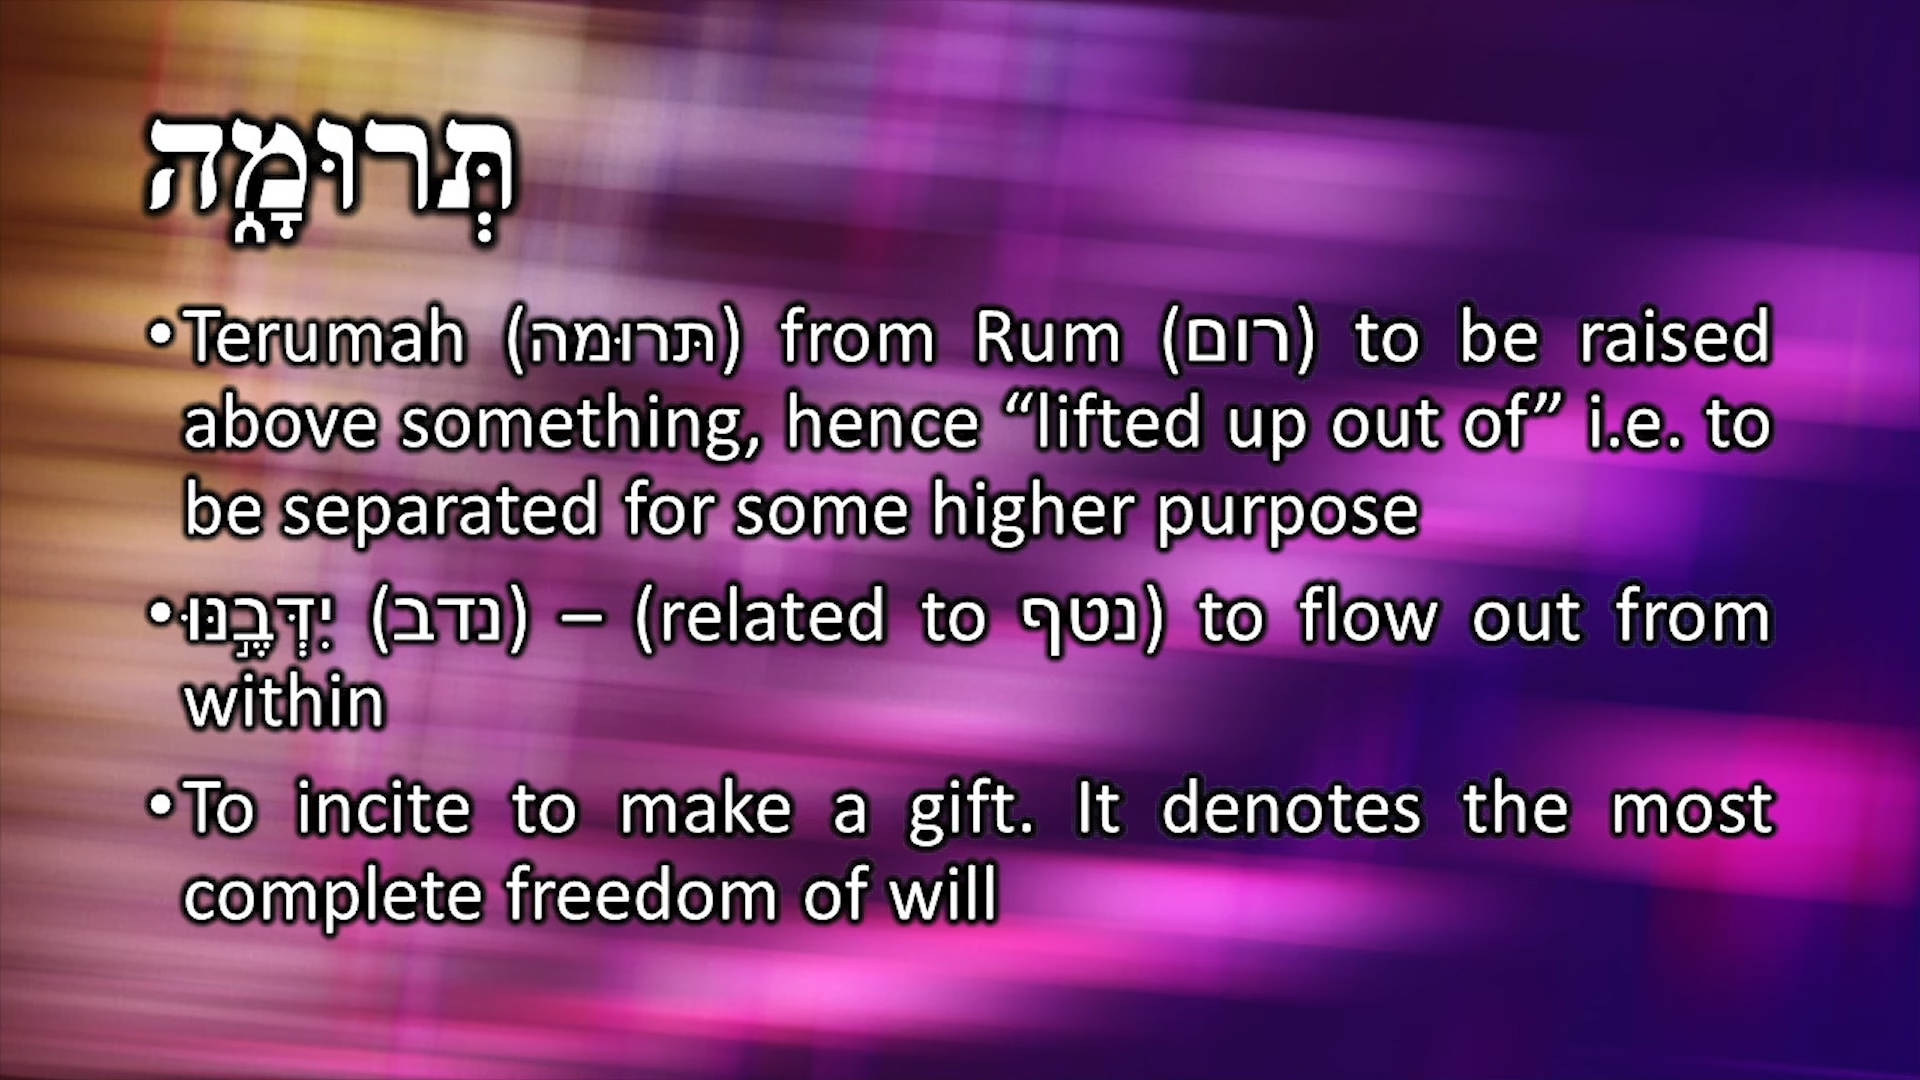 תְּרוּמָ֑ה
•Terumah (תּרוּמה) from Rum (רום) to be raised
above something, hence “lifted up out of” i.e. to
be separated for some higher purpose
•יִדְּבֶ֣נּוּ (נדב) – (related to נטף) to flow out from
within
•To incite to make a gift. It denotes the most
complete freedom of will